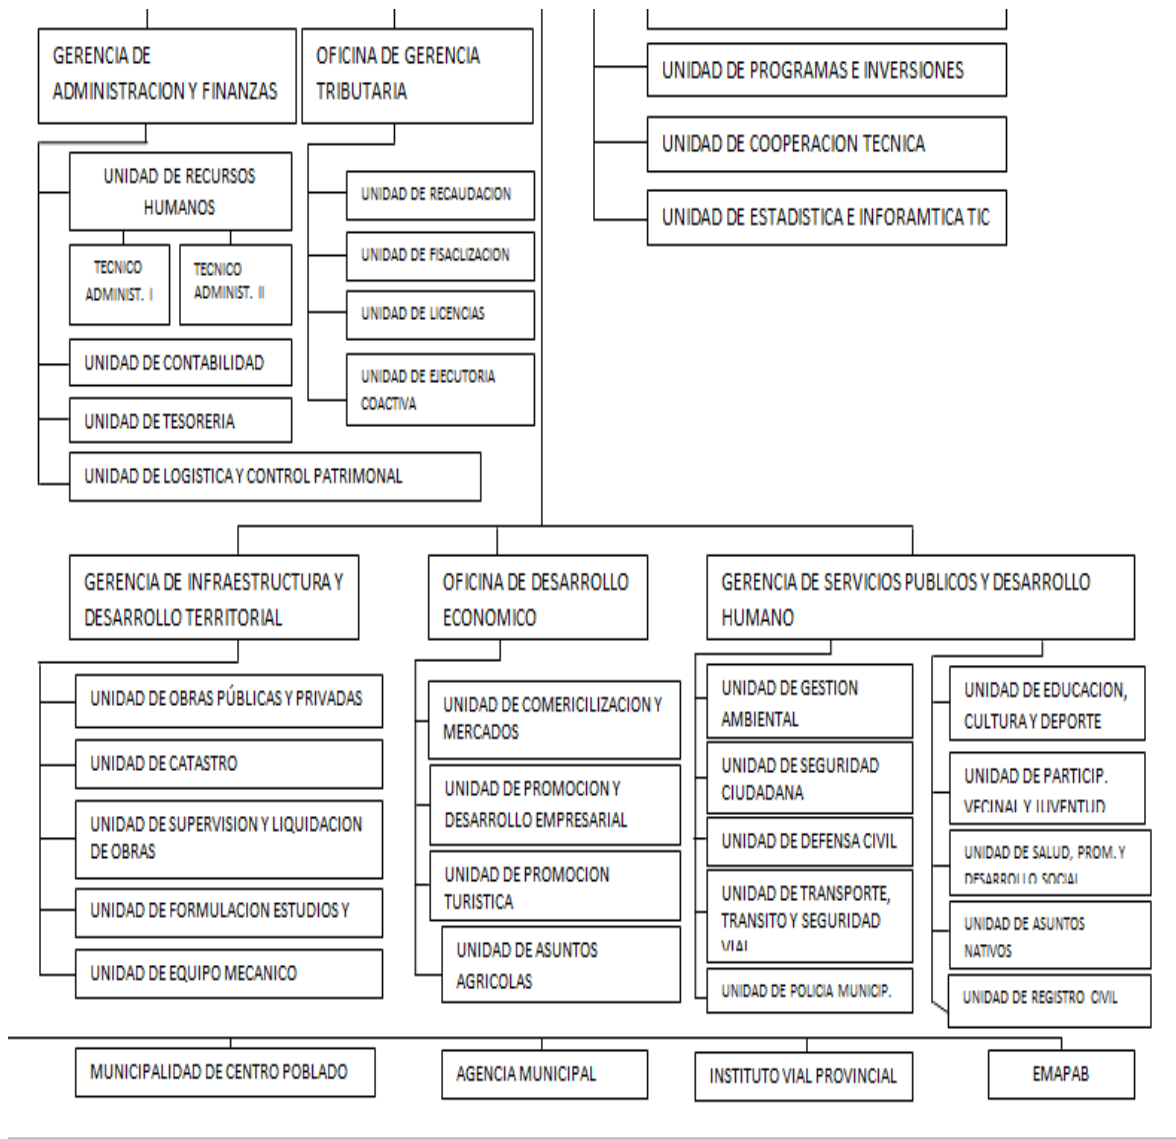 GERENCIA DE
ADMINISTRACION Y FINANZAS
OFICINA DE GERENCIA
TRIBUTARIA
UNIDAD DE PROGRAMAS E INVERSIONES
UNIDAD DE COOPERACION TECNICA
UNIDAD DE ESTADISTICA E INFORAMTICA TIC
UNIDAD DE RECURSOS
HUMANOS
TECNICO
ADMINIST. I
TECNICO
ADMINIST. II
UNIDAD DE CONTABILIDAD
UNIDAD DE TESORERIA
UNIDAD DE LOGISTICA Y CONTROL PATRIMONAL
UNIDAD DE RECAUDACION
UNIDAD DE FISACLIZACION
UNIDAD DE LICENCIAS
UNIDAD DE EJECUTORIA
COACTIVA
GERENCIA DE INFRAESTRUCTURA Y
DESARROLLO TERRITORIAL
OFICINA DE DESARROLLO
ECONOMICO
GERENCIA DE SERVICIOS PUBLICOS Y DESARROLLO
HUMANO
UNIDAD DE OBRAS PÚBLICAS Y PRIVADAS
UNIDAD DE CATASTRO
UNIDAD DE SUPERVISION Y LIQUIDACION
DE OBRAS
UNIDAD DE FORMULACION ESTUDIOS Y
UNIDAD DE EQUIPO MECANICO
UNIDAD DE COMERICILIZACION Y
MERCADOS
UNIDAD DE PROMOCION Y
DESARROLLO EMPRESARIAL
UNIDAD DE PROMOCION
TURISTICA
UNIDAD DE ASUNTOS
AGRICOLAS
UNIDAD DE GESTION
AMBIENTAL
UNIDAD DE SEGURIDAD
CIUDADANA
UNIDAD DE DEFENSA CIVIL
UNIDAD DE TRANSPORTE,
TRANSITO Y SEGURIDAD
VIAL
UNIDAD DE POLICIA MUNICIP.
UNIDAD DE EDUCACION,
CULTURA Y DEPORTE
UNIDAD DE PARTICIP.
VECINAL Y JUVENTUD
UNIDAD DE SALUD, PROM. Y
DESARROLLO SOCIAL
UNIDAD DE ASUNTOS
NATIVOS
UNIDAD DE REGISTRO CIVIL
MUNICIPALIDAD DE CENTRO POBLADO
AGENCIA MUNICIPAL
INSTITUTO VIAL PROVINCIAL
EMAPAB